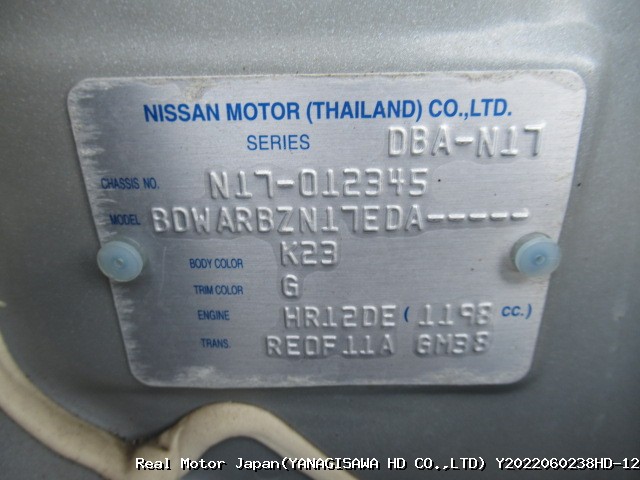 NISSAN MOTOR (THAILAND) CO.,LTD.
SERIES DBA-N17
CHASSIS NO. N17-012345
MODEL BDWARBZN17EDA-----
BODY COLOR K23
TRIM COLOR G
ENGINE HR12DE ( 1198 CC.)
TRANS. RE0F11A GM38
Real Motor Japan(YANAGISAWA HD CO.,LTD) Y2022060238HD-12